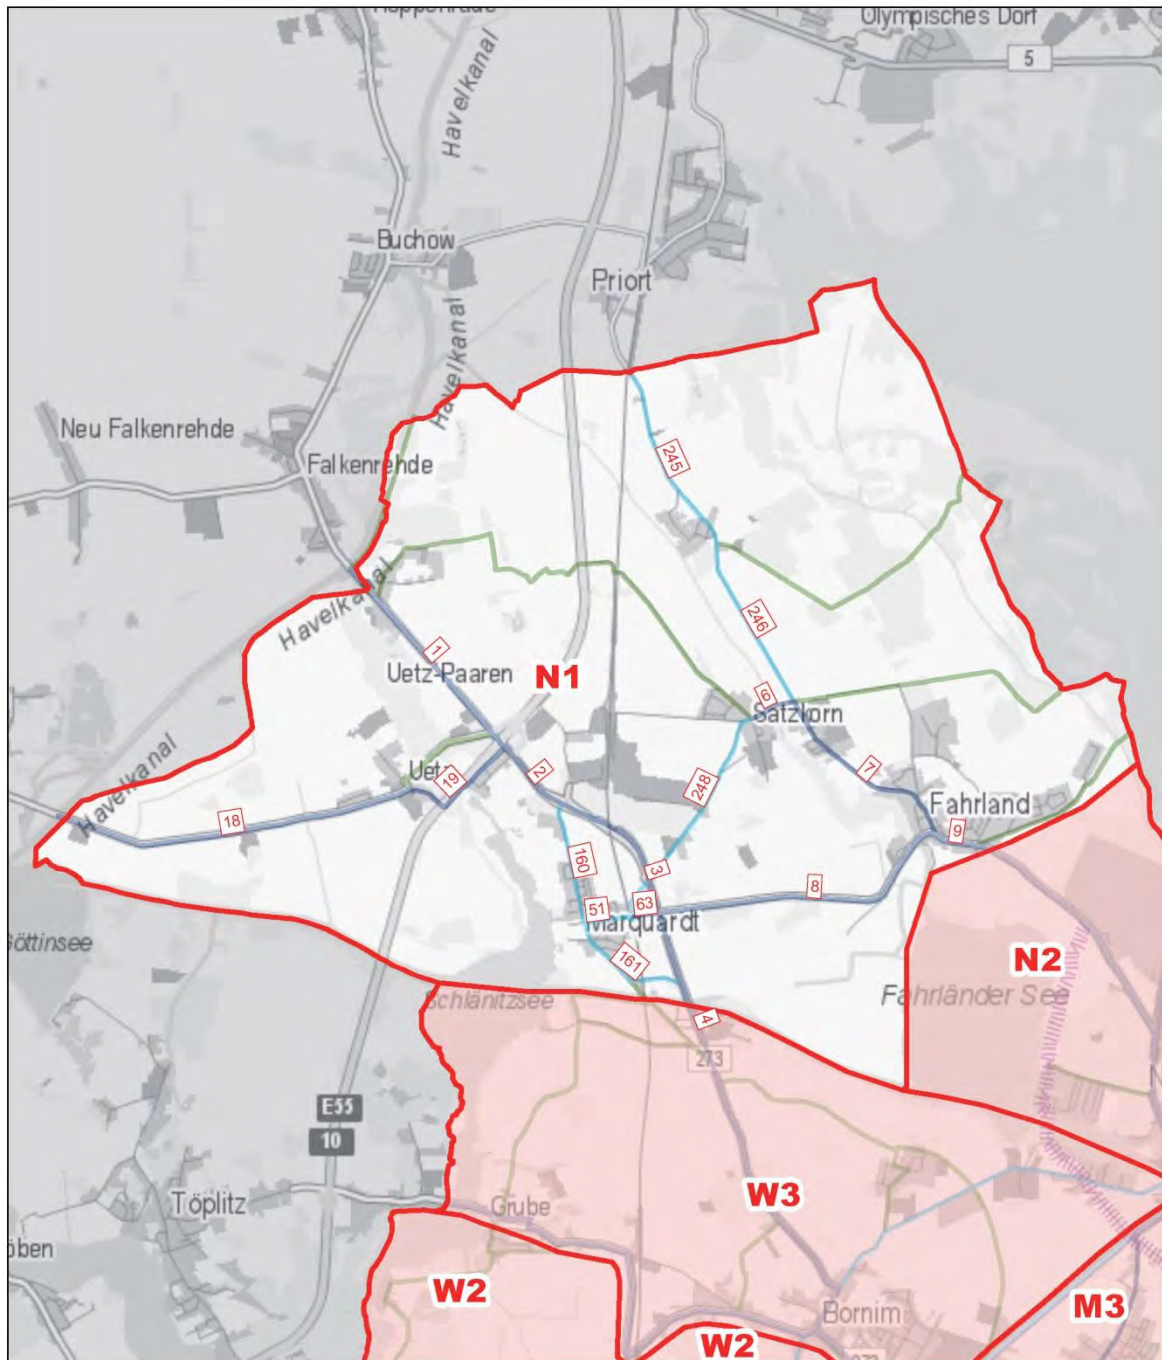 Olympisches Dorf
5
Havelkanal
Buchow
Priort
Havelkanal
Neu Falkenrehde
Falkenrehde
245
Havelkanal
246
1
Uetz-Paaren
N1
6
Satzkorn
Havelkanal
Uetz
19
2
7
248
18
Fahrland
9
160
3
8
51
63
Marquardt
Göttinsee
161
N2
Schlänitzsee
Fahrländer See
4
273
E55
10
Töplitz
Grube
W3
W2
M3
Bornim
W2
273